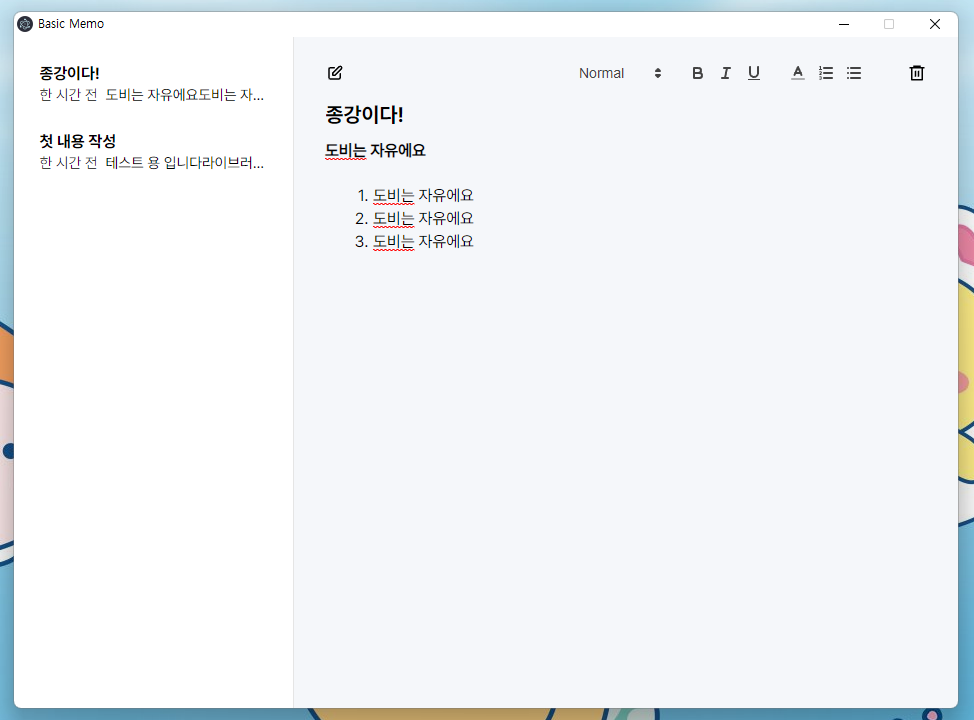 Basic Memo
종강이다!
한 시간 전 도비는 자유에요도비는 자...
첫 내용 작성
한 시간 전 테스트 용 입니다라이브러...
Normal
B I U A
종강이다!
도비는 자유에요
1. 도비는 자유에요
2. 도비는 자유에요
3. 도비는 자유에요